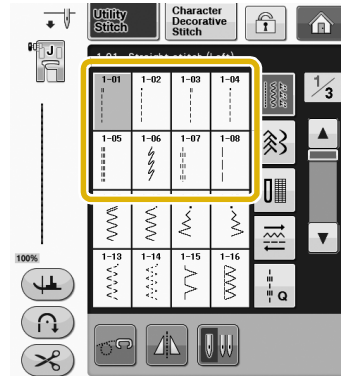 Utility
Stitch
Character
Decorative
Stitch
J
1-01 Straight stitch (Left)
1/3
1-01 1-02 1-03 1-04
1-05 1-06 1-07 1-08
1-13 1-14 1-15 1-16
100%
Q